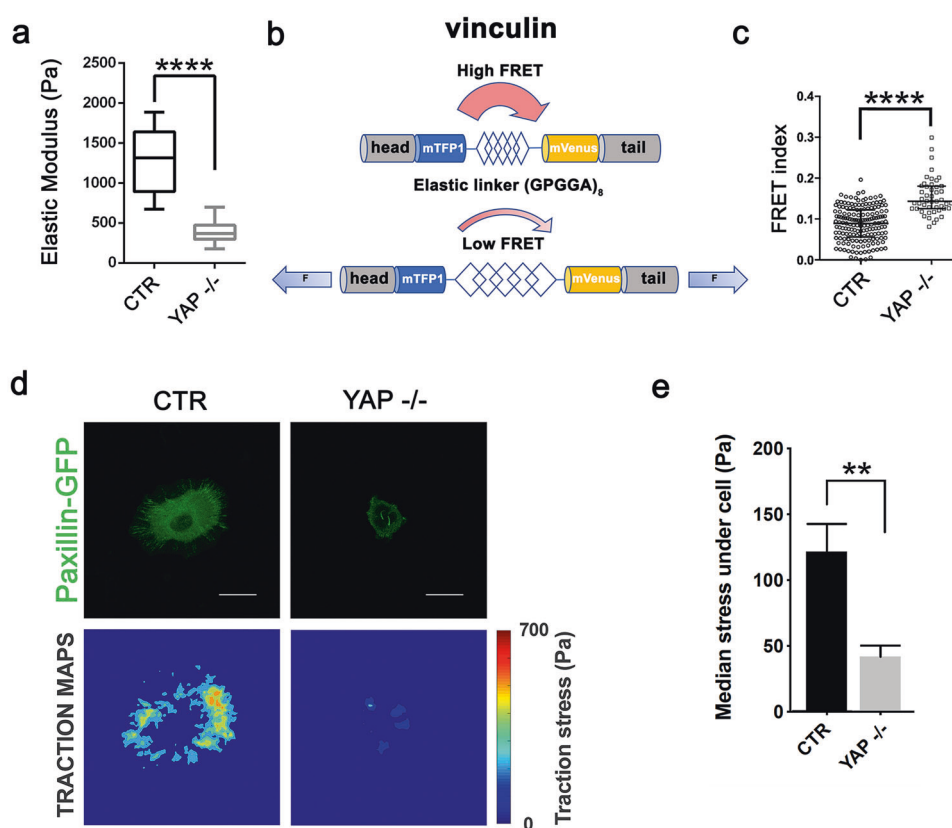 a
Elastic Modulus (Pa)
2500
2000
1500
1000
500
0
****
CTR
YAP -/-
b
vinculin
High FRET
head
mTFP1
mVenus
tail
Elastic linker (GPGGA)8
Low FRET
F
head
mTFP1
mVenus
tail
F
c
FRET index
0.4
0.3
0.2
0.1
0.0
****
CTR
YAP -/-
d
CTR
YAP -/-
Paxillin-GFP
TRACTION MAPS
700
0
Traction stress (Pa)
e
Median stress under cell (Pa)
200
150
100
50
0
**
CTR
YAP -/-